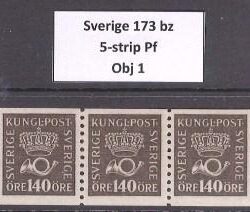 Sverige 173 bz
5-strip Pf
Obj 1
KUNGL·POST KUNGL·POST KUNGL·POST
SVERIGE SVERIGE SVERIGE SVERIGE SVERIGE SVERIGE
ÖRE 140 ÖRE ÖRE 140 ÖRE ÖRE 140 ÖRE